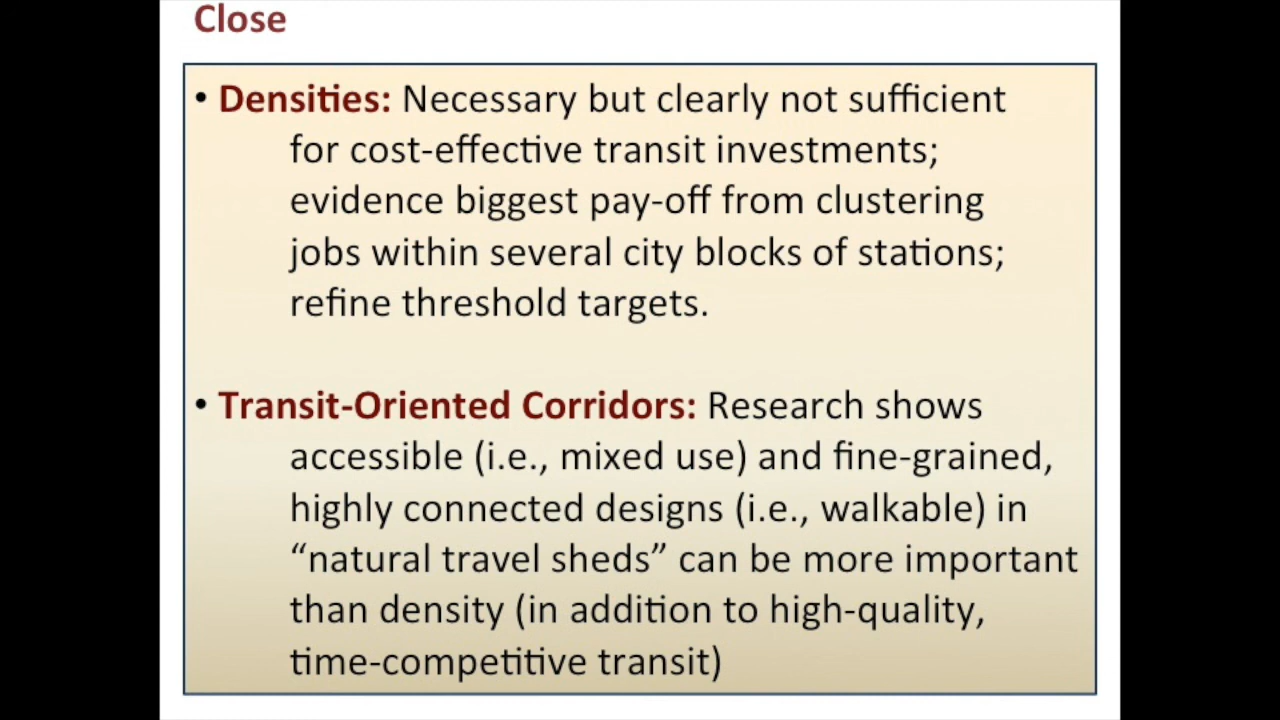 Close
• Densities: Necessary but clearly not sufficient
for cost-effective transit investments;
evidence biggest pay-off from clustering
jobs within several city blocks of stations;
refine threshold targets.
• Transit-Oriented Corridors: Research shows
accessible (i.e., mixed use) and fine-grained,
highly connected designs (i.e., walkable) in
“natural travel sheds” can be more important
than density (in addition to high-quality,
time-competitive transit)